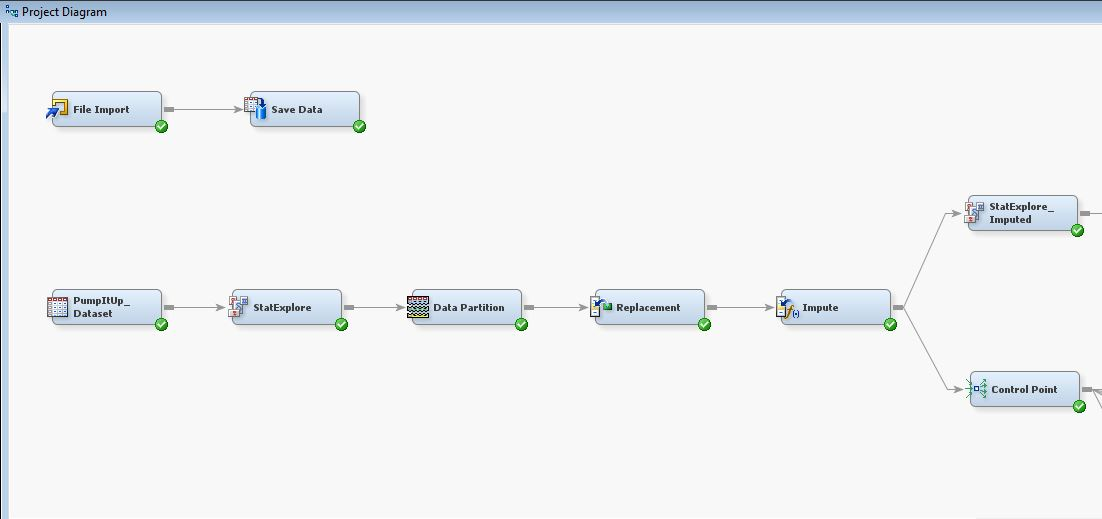 Project Diagram
File Import
Save Data
StatExplore_
Imputed
PumpItUp_
Dataset
StatExplore
Data Partition
Replacement
Impute
Control Point